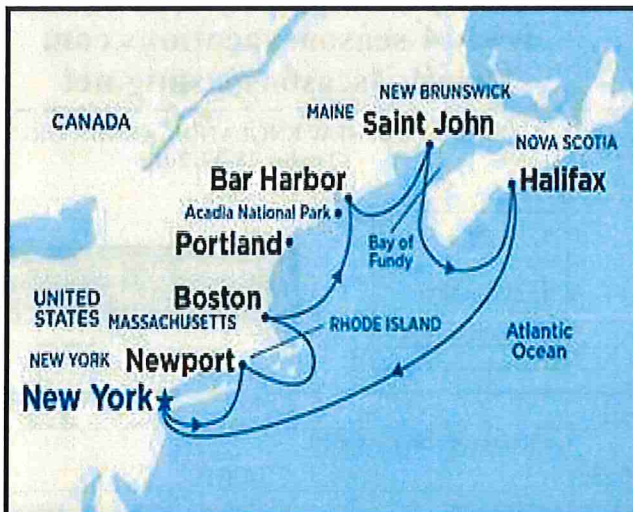 NEW BRUNSWICK
MAINE
Saint John
CANADA
NOVA SCOTIA
Bar Harbor
Halifax
Acadia National Park
Portland
Bay of
Fundy
UNITED
STATES
Boston
MASSACHUSETTS
RHODE ISLAND
Atlantic
Ocean
NEW YORK
Newport
New York